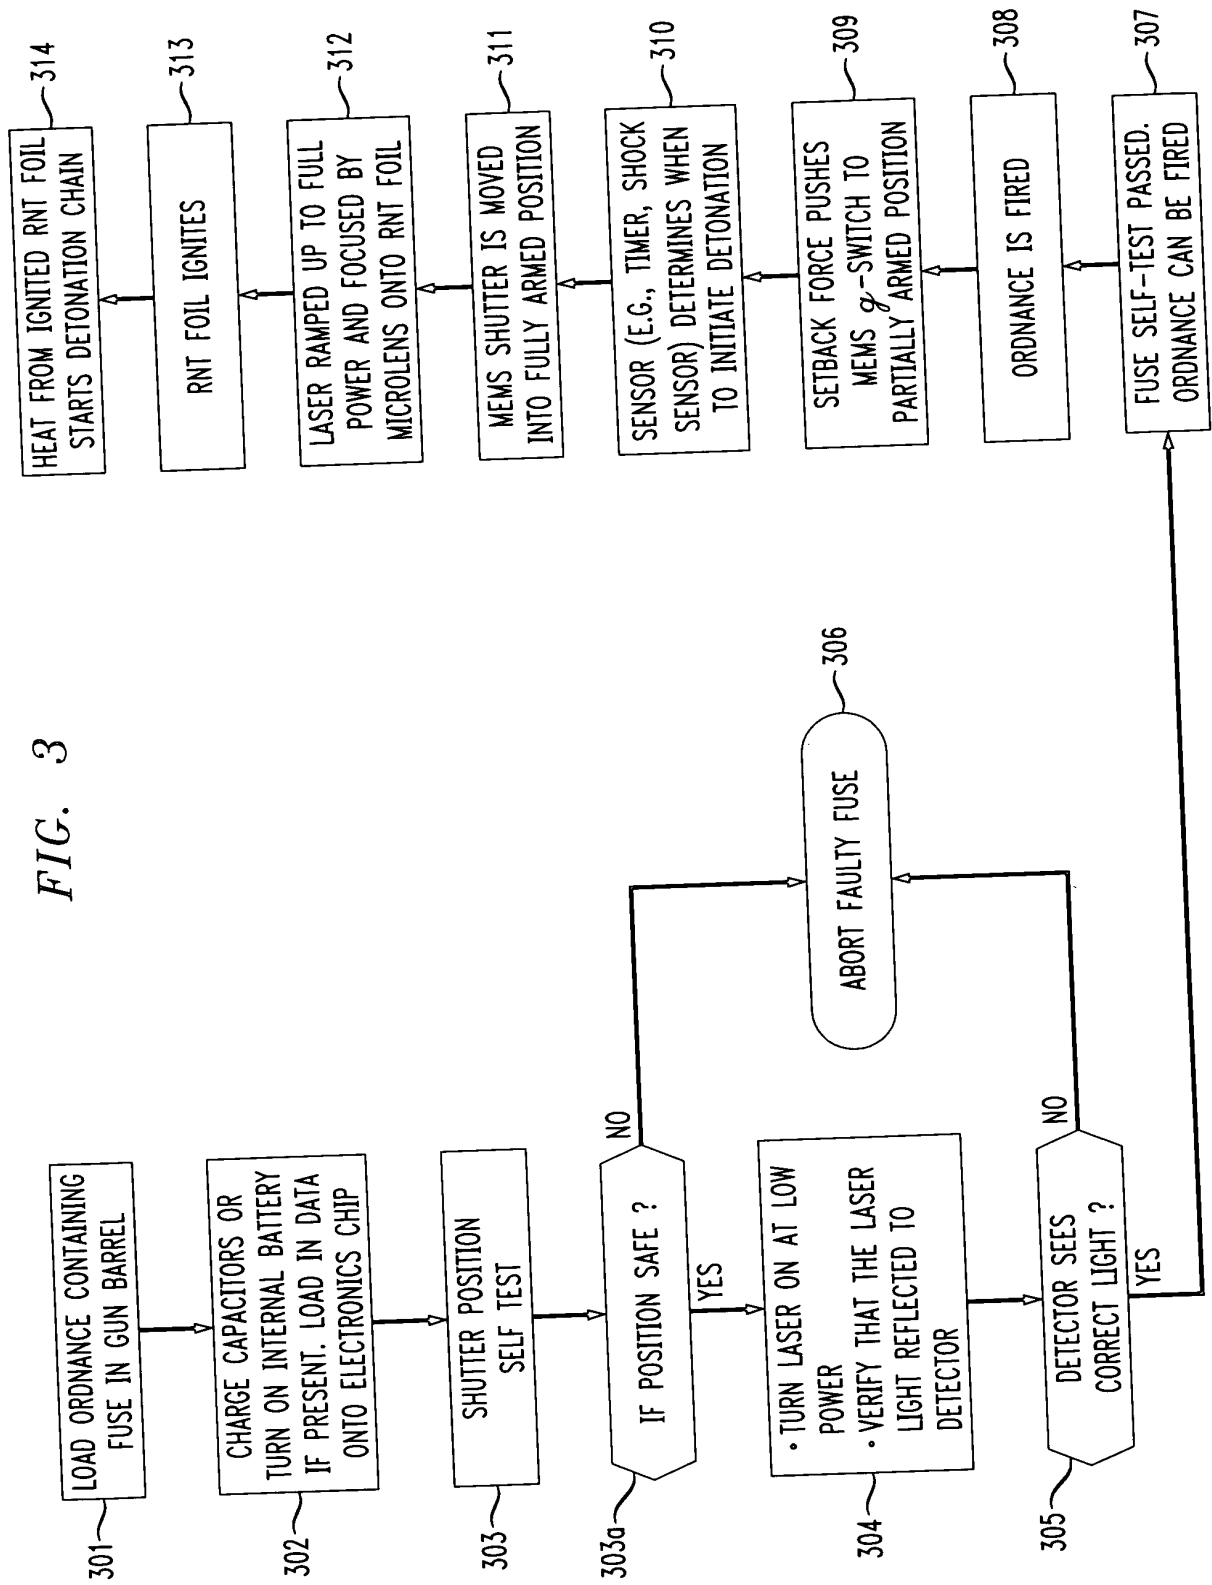 FIG. 3
LOAD ORDNANCE CONTAINING
FUSE IN GUN BARREL
301
CHARGE CAPACITORS OR
TURN ON INTERNAL BATTERY
IF PRESENT. LOAD IN DATA
ONTO ELECTRONICS CHIP
302
SHUTTER POSITION
SELF TEST
303
IF POSITION SAFE ?
303a
NO
YES
• TURN LASER ON AT LOW
POWER
• VERIFY THAT THE LASER
LIGHT REFLECTED TO
DETECTOR
304
DETECTOR SEES
CORRECT LIGHT ?
305
NO
YES
ABORT FAULTY FUSE
306
FUSE SELF-TEST PASSED.
ORDNANCE CAN BE FIRED
307
ORDNANCE IS FIRED
308
SETBACK FORCE PUSHES
MEMS g-SWITCH TO
PARTIALLY ARMED POSITION
309
SENSOR (E.G., TIMER, SHOCK
SENSOR) DETERMINES WHEN
TO INITIATE DETONATION
310
MEMS SHUTTER IS MOVED
INTO FULLY ARMED POSITION
311
LASER RAMPED UP TO FULL
POWER AND FOCUSED BY
MICROLENS ONTO RNT FOIL
312
RNT FOIL IGNITES
313
HEAT FROM IGNITED RNT FOIL
STARTS DETONATION CHAIN
314